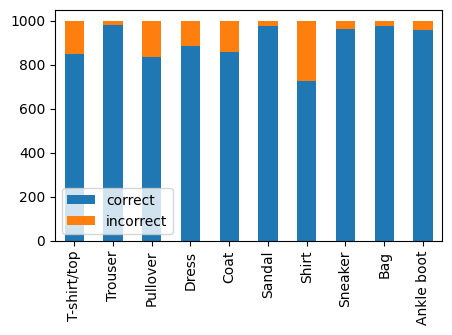 1000
800
600
400
200
0
correct
incorrect
T-shirt/top
Trouser
Pullover
Dress
Coat
Sandal
Shirt
Sneaker
Bag
Ankle boot